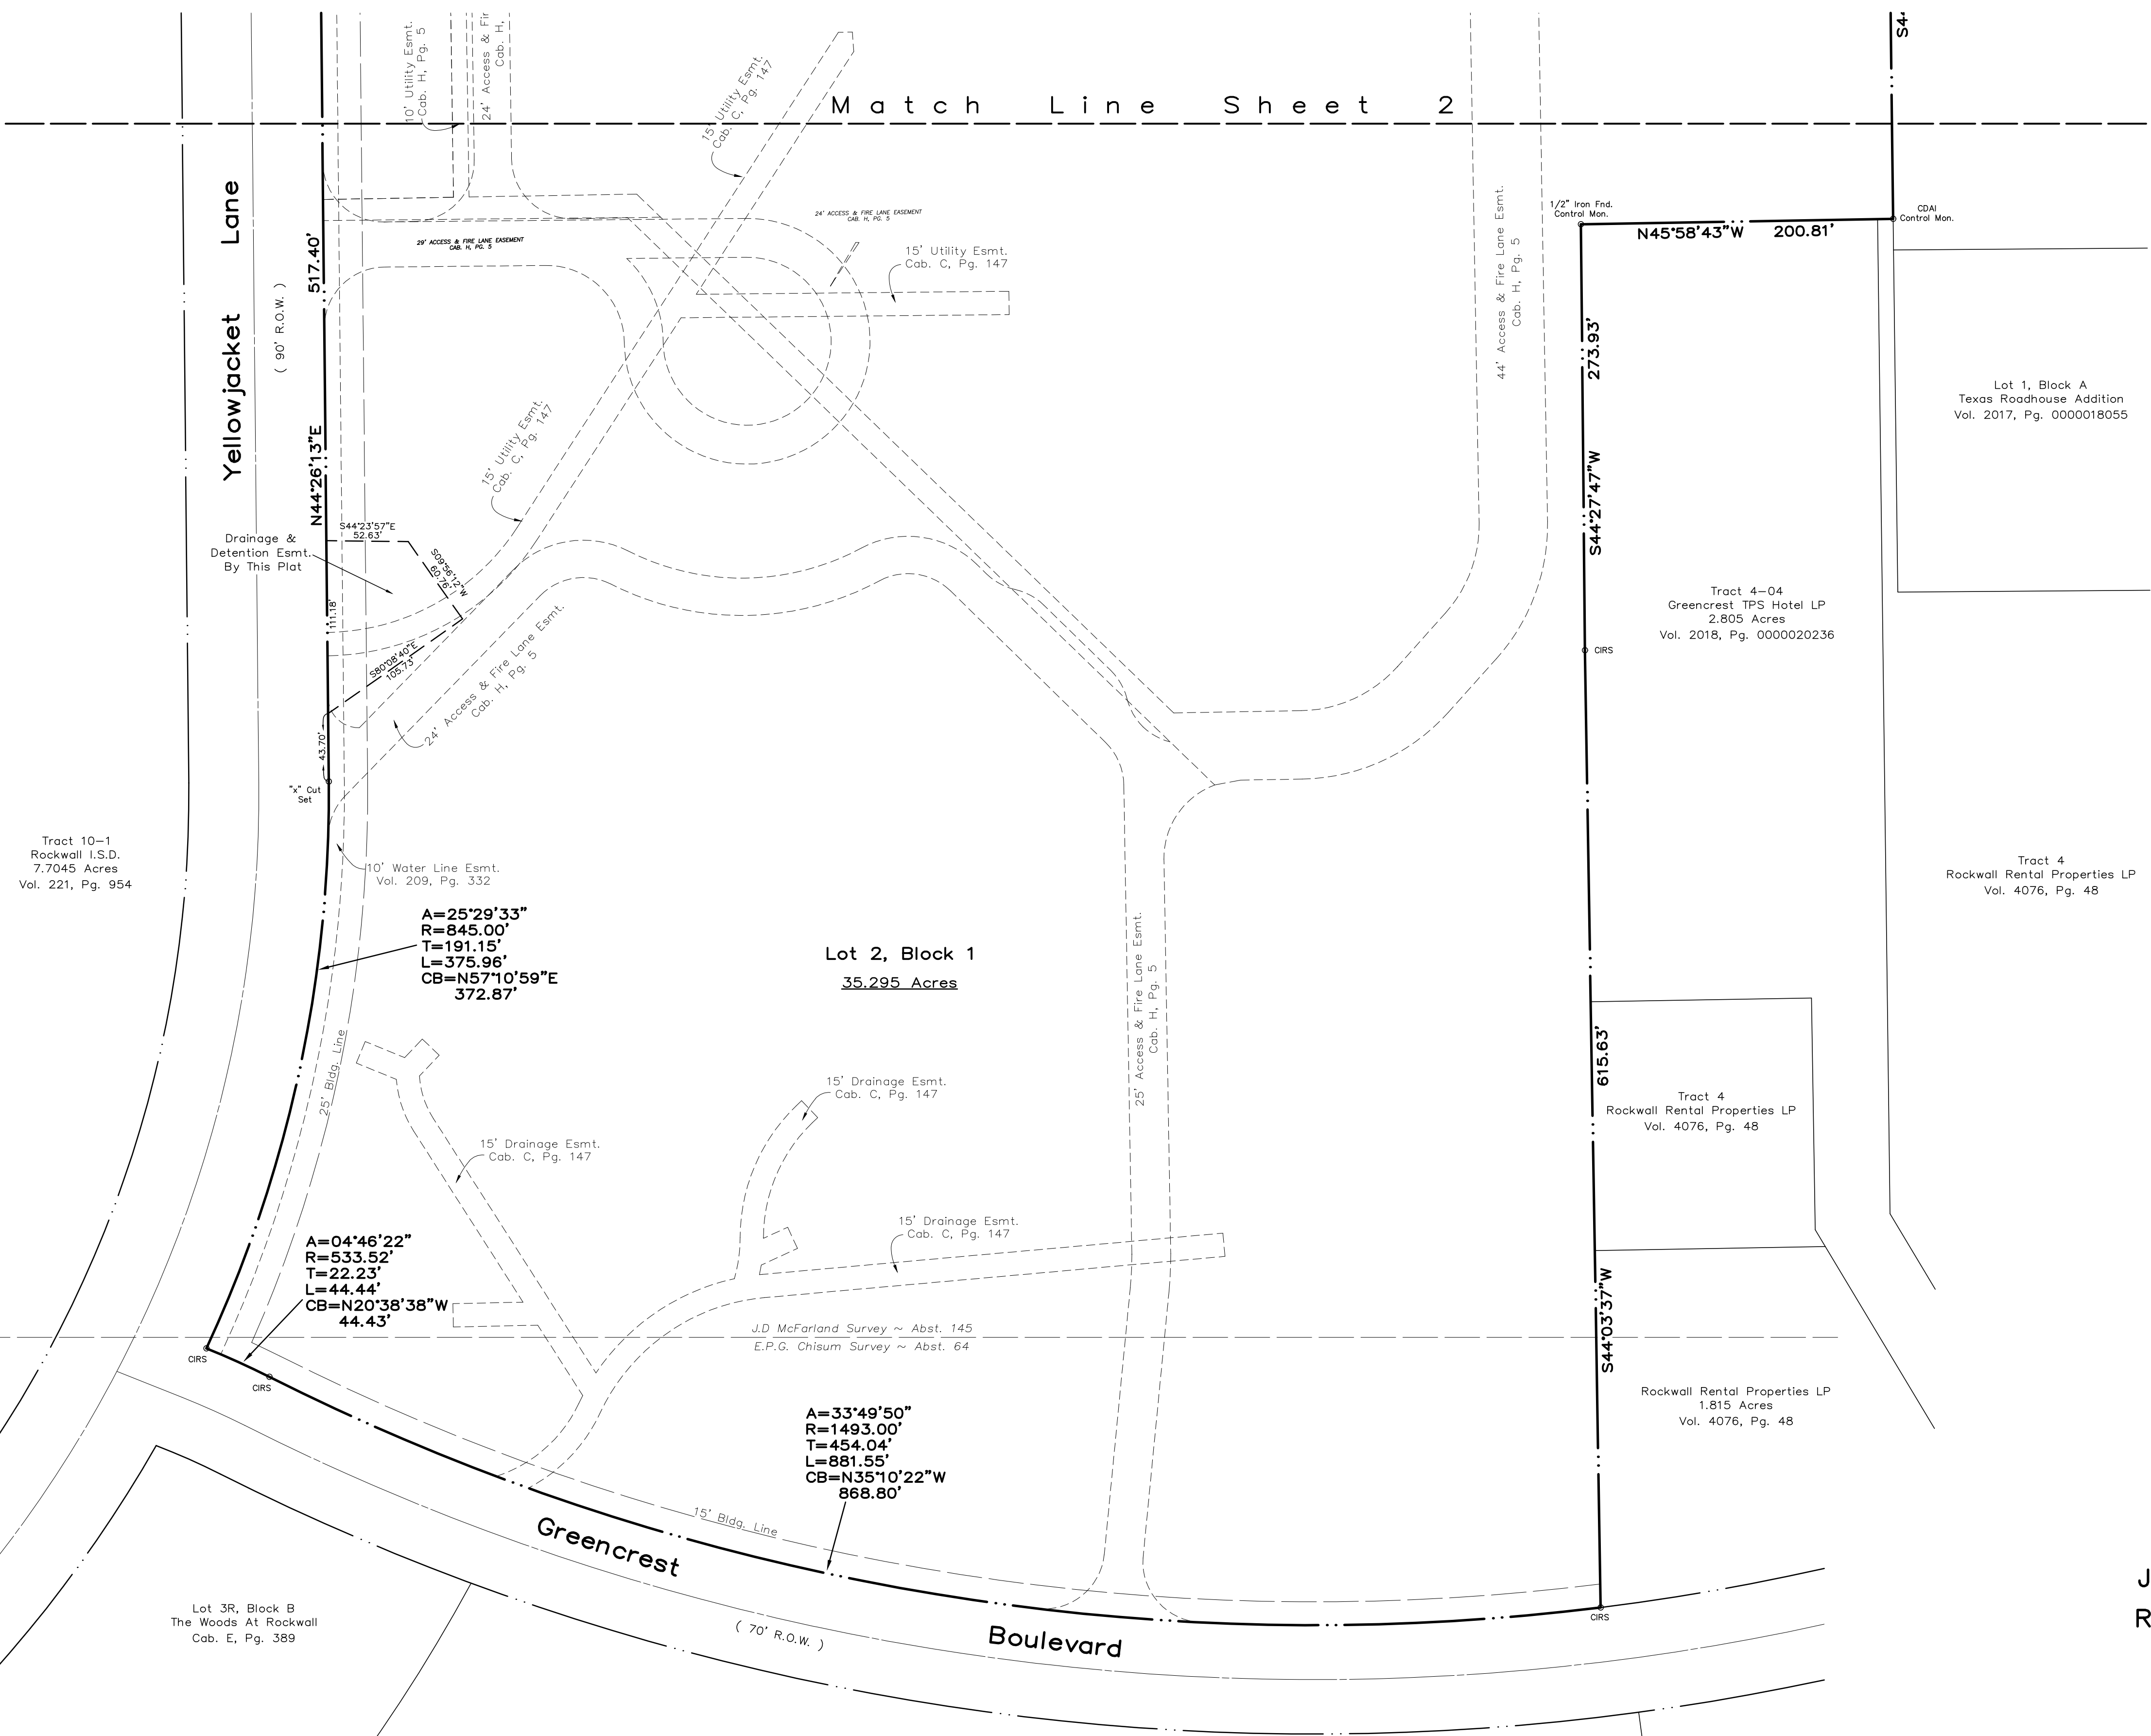 10' Utility Esmt.
Cab. H, Pg. 5
24' Access & Fir
Cab. H,
S44
Match Line Sheet 2
15' Utility Esmt.
Cab. C, Pg. 147
Yellowjacket Lane
( 90' R.O.W. )
517.40'
N44°26'13"E
29' ACCESS & FIRE LANE EASEMENT
CAB. H, PG. 5
24' ACCESS & FIRE LANE EASEMENT
CAB. H, PG. 5
15' Utility Esmt.
Cab. C, Pg. 147
44' Access & Fire Lane Esmt.
Cab. H, Pg. 5
1/2" Iron Fnd.
Control Mon.
N45°58'43"W 200.81'
CDAI
Control Mon.
273.93'
S44°27'47"W
Lot 1, Block A
Texas Roadhouse Addition
Vol. 2017, Pg. 0000018055
15' Utility Esmt.
Cab. C, Pg. 147
Drainage &
Detention Esmt.
By This Plat
S44°23'57"E
52.63'
S09°56'12"W
60.76'
111.18'
S80°08'40"E
105.73'
43.70'
24' Access & Fire Lane Esmt.
Cab. H, Pg. 5
"x" Cut
Set
Tract 4-04
Greencrest TPS Hotel LP
2.805 Acres
Vol. 2018, Pg. 0000020236
CIRS
Tract 10-1
Rockwall I.S.D.
7.7045 Acres
Vol. 221, Pg. 954
10' Water Line Esmt.
Vol. 209, Pg. 332
Tract 4
Rockwall Rental Properties LP
Vol. 4076, Pg. 48
A=25°29'33"
R=845.00'
T=191.15'
L=375.96'
CB=N57°10'59"E
372.87'
Lot 2, Block 1
35.295 Acres
25' Access & Fire Lane Esmt.
Cab. H, Pg. 5
25' Bldg. Line
615.63'
S44°03'37"W
15' Drainage Esmt.
Cab. C, Pg. 147
15' Drainage Esmt.
Cab. C, Pg. 147
Tract 4
Rockwall Rental Properties LP
Vol. 4076, Pg. 48
15' Drainage Esmt.
Cab. C, Pg. 147
A=04°46'22"
R=533.52'
T=22.23'
L=44.44'
CB=N20°38'38"W
44.43'
J.D McFarland Survey ~ Abst. 145
E.P.G. Chisum Survey ~ Abst. 64
CIRS
CIRS
Rockwall Rental Properties LP
1.815 Acres
Vol. 4076, Pg. 48
A=33°49'50"
R=1493.00'
T=454.04'
L=881.55'
CB=N35°10'22"W
868.80'
15' Bldg. Line
Greencrest Boulevard
( 70' R.O.W. )
CIRS
Lot 3R, Block B
The Woods At Rockwall
Cab. E, Pg. 389
J
R